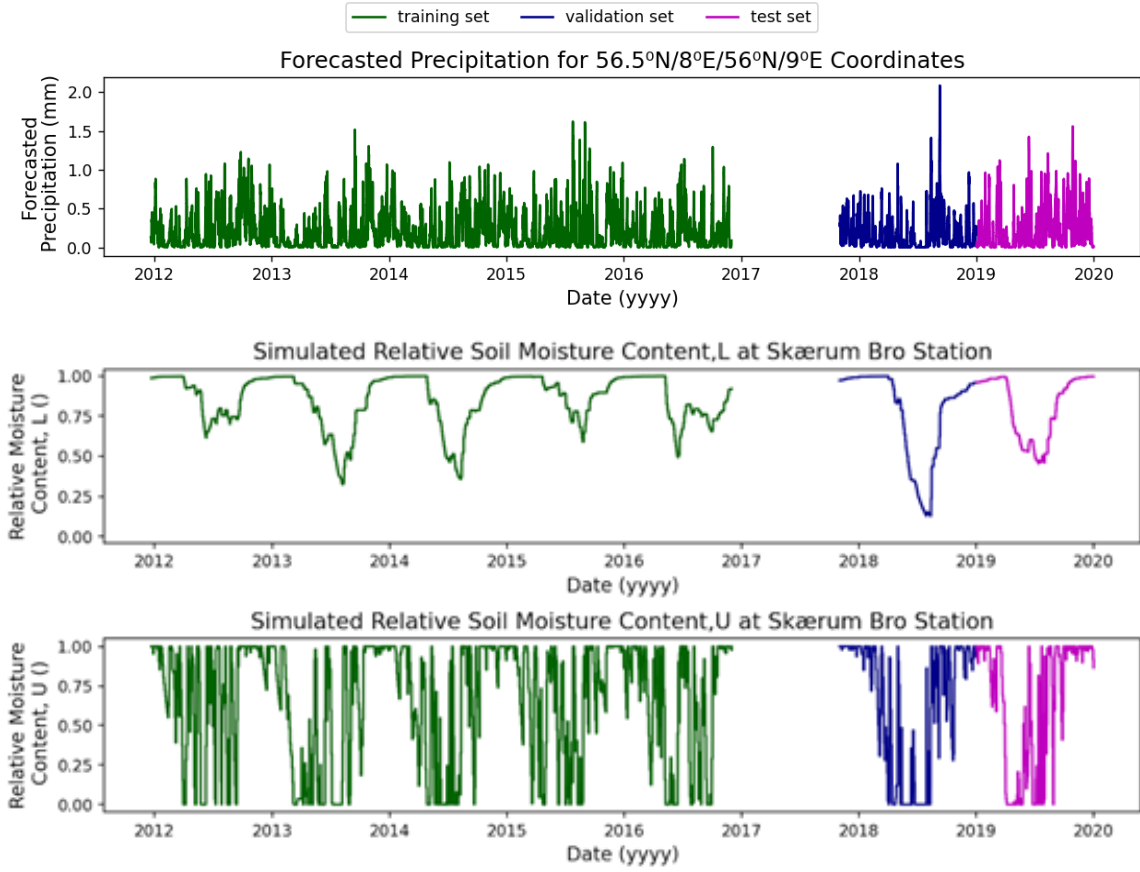 training set validation set test set
Forecasted Precipitation for 56.5⁰N/8⁰E/56⁰N/9⁰E Coordinates
Forecasted
Precipitation (mm)
2.0
1.5
1.0
0.5
0.0
2012 2013 2014 2015 2016 2017 2018 2019 2020
Date (yyyy)
Simulated Relative Soil Moisture Content,L at Skærum Bro Station
Relative Moisture
Content, L ()
1.00
0.75
0.50
0.25
0.00
2012 2013 2014 2015 2016 2017 2018 2019 2020
Date (yyyy)
Simulated Relative Soil Moisture Content,U at Skærum Bro Station
Relative Moisture
Content, U ()
1.00
0.75
0.50
0.25
0.00
2012 2013 2014 2015 2016 2017 2018 2019 2020
Date (yyyy)